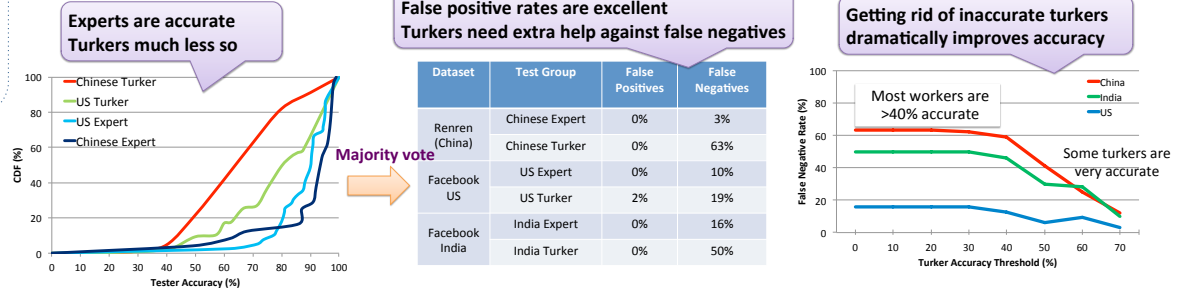 Experts are accurate
Turkers much less so
False positive rates are excellent
Turkers need extra help against false negatives
Getting rid of inaccurate turkers
dramatically improves accuracy
CDF (%)
100
80
60
40
20
0
Chinese Turker
US Turker
US Expert
Chinese Expert
0 10 20 30 40 50 60 70 80 90 100
Tester Accuracy (%)
Majority vote
Dataset Test Group False Positives False Negatives
Renren (China) Chinese Expert 0% 3%
Chinese Turker 0% 63%
Facebook US US Expert 0% 10%
US Turker 2% 19%
Facebook India India Expert 0% 16%
India Turker 0% 50%
False Negative Rate (%)
100
80
60
40
20
0
China
India
US
Most workers are
>40% accurate
Some turkers are
very accurate
0 10 20 30 40 50 60 70
Turker Accuracy Threshold (%)